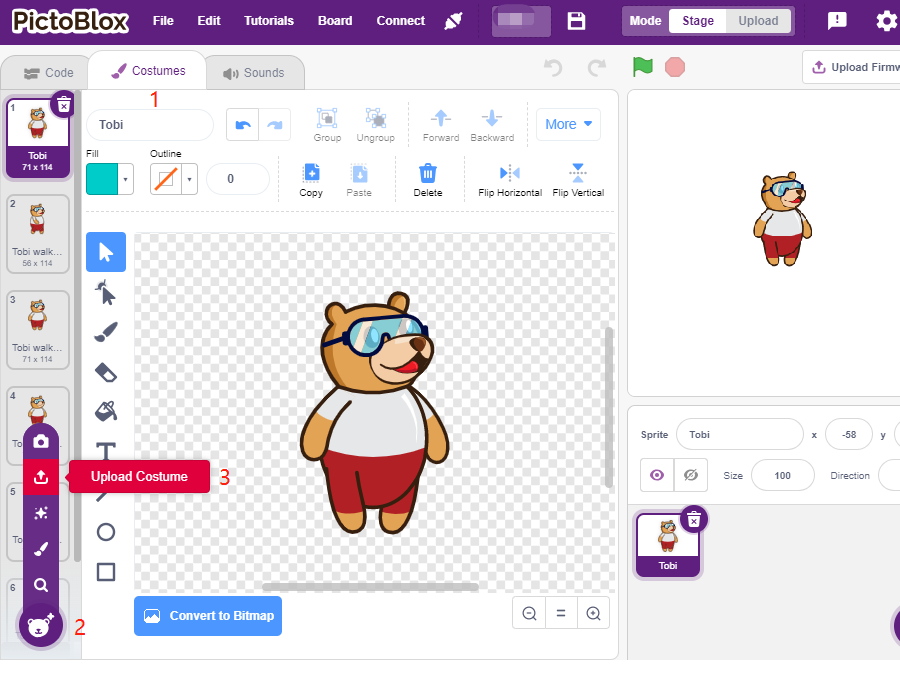 PictoBlox File Edit Tutorials Board Connect Mode Stage Upload
Code Costumes Sounds Upload Firmw
1
1
Tobi
71 x 114
Tobi
Group Ungroup Forward Backward More
Fill Outline
0
Copy Paste Delete Flip Horizontal Flip Vertical
2
Tobi walk...
56 x 114
3
Tobi walk...
71 x 114
4
To
Upload Costume 3
5
To
6
2
Convert to Bitmap
Sprite Tobi x -58 y
Size 100 Direction
Tobi